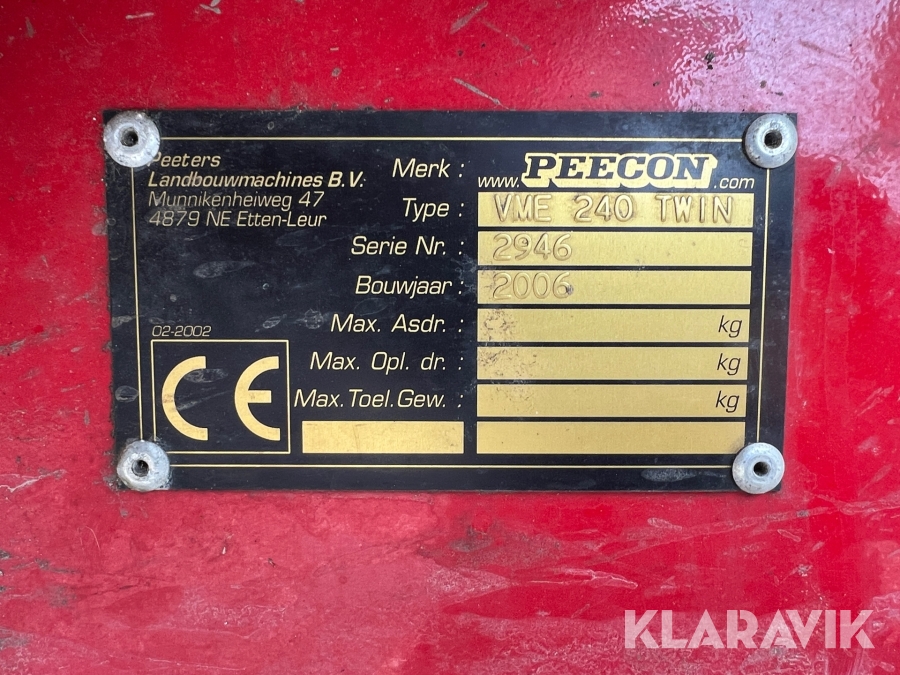 Peeters
Landbouwmachines B.V.
Munnikenheiweg 47
4879 NE Etten-Leur
Merk : www.PEECON.com
Type : VME 240 TWIN
Serie Nr. : 2946
Bouwjaar : 2006
Max. Asdr. : kg
Max. Opl. dr. : kg
Max. Toel. Gew. : kg
02-2002
CE
KLARAVIK